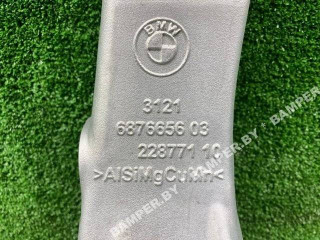 BMW
3121
6876656 03
228771 10
>AlSiMgCuMn<
BAMPER.BY - BAMPER.BY - BAMPER.BY